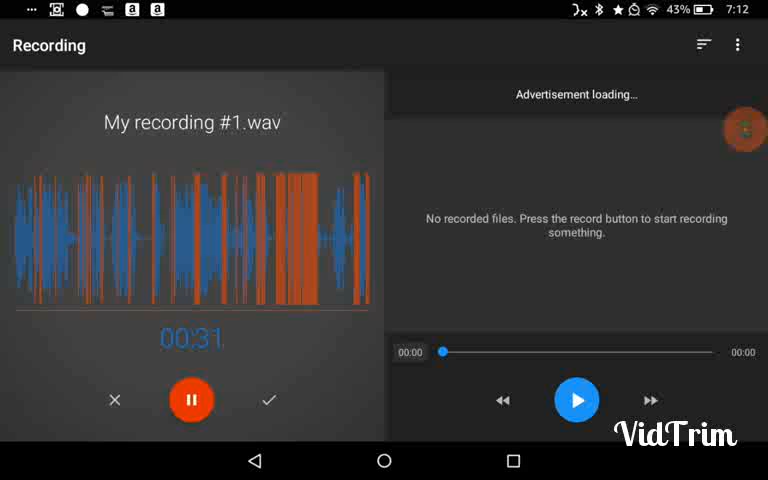 43% 7:12
Recording
My recording #1.wav
Advertisement loading...
No recorded files. Press the record button to start recording
something.
00:31
00:00
00:00
VidTrim